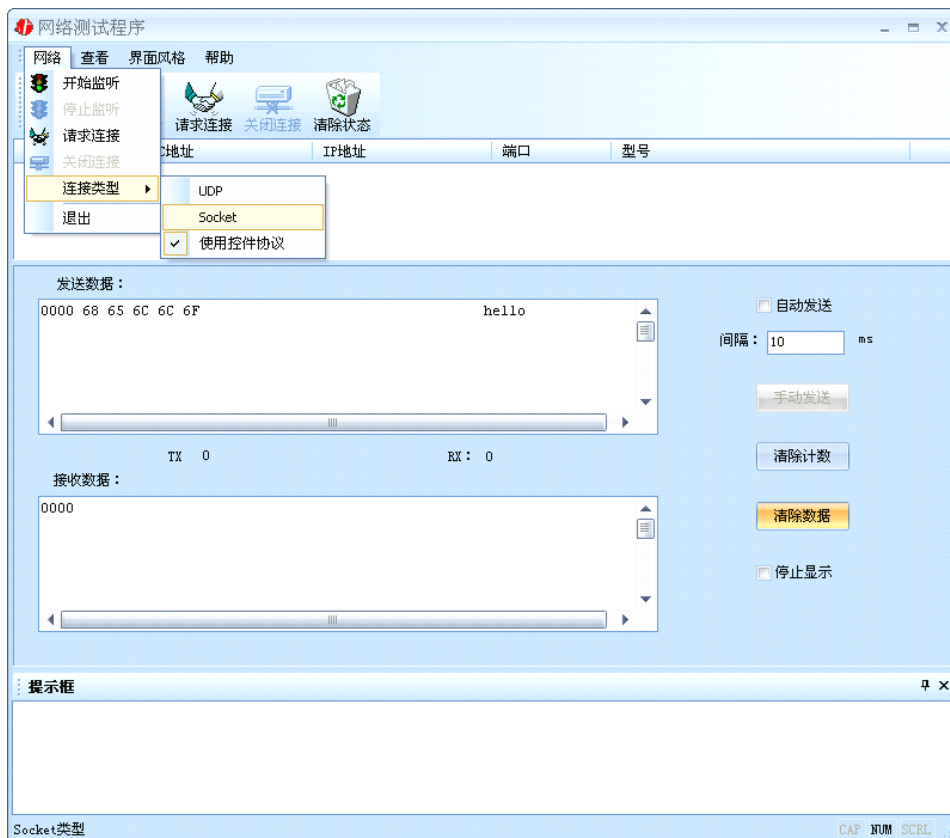 网络测试程序
网络 查看 界面风格 帮助
开始监听
停止监听
请求连接
关闭连接
连接类型
退出
UDP
Socket
使用控件协议
请求连接 关闭连接 清除状态
C地址 IP地址 端口 型号
发送数据：
0000 68 65 6C 6C 6F hello
自动发送
间隔： 10 ms
手动发送
TX 0 RX： 0
清除计数
接收数据：
0000
清除数据
停止显示
提示框
Socket类型 CAP NUM SCRL